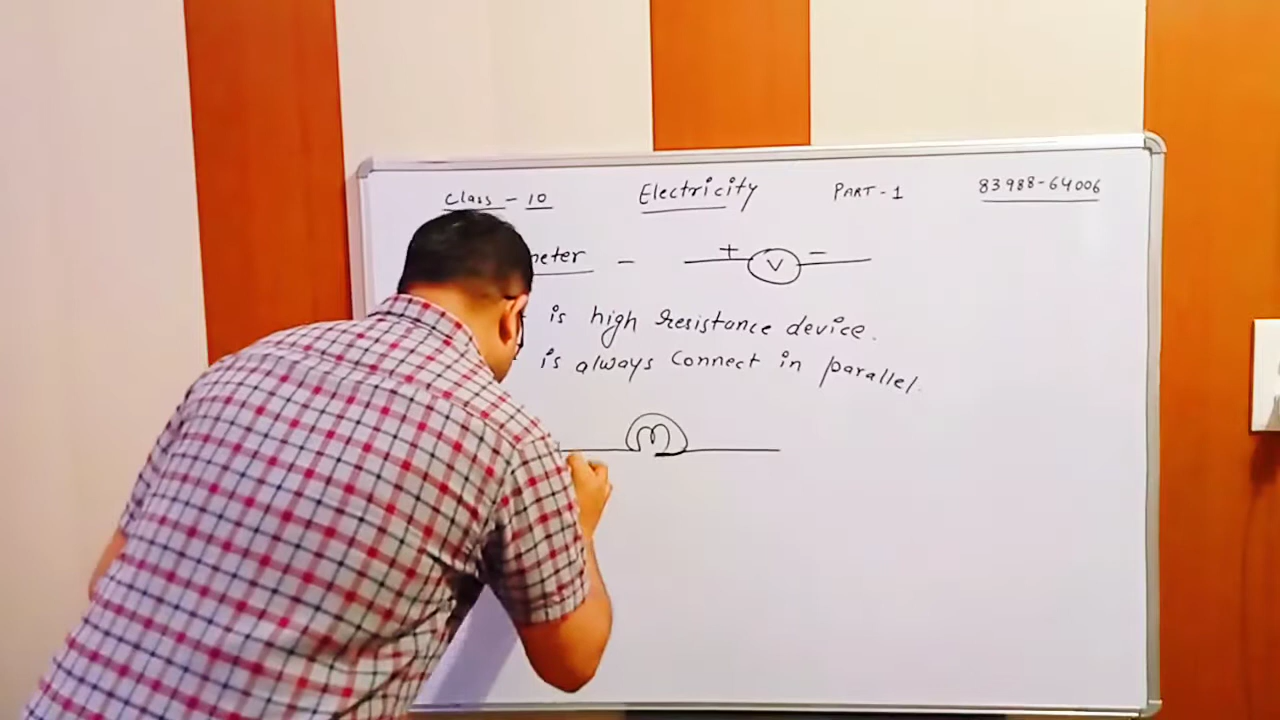 Class - 10 Electricity PART-1 83988-64006
meter - + V -
is high resistance device.
is always connect in parallel.